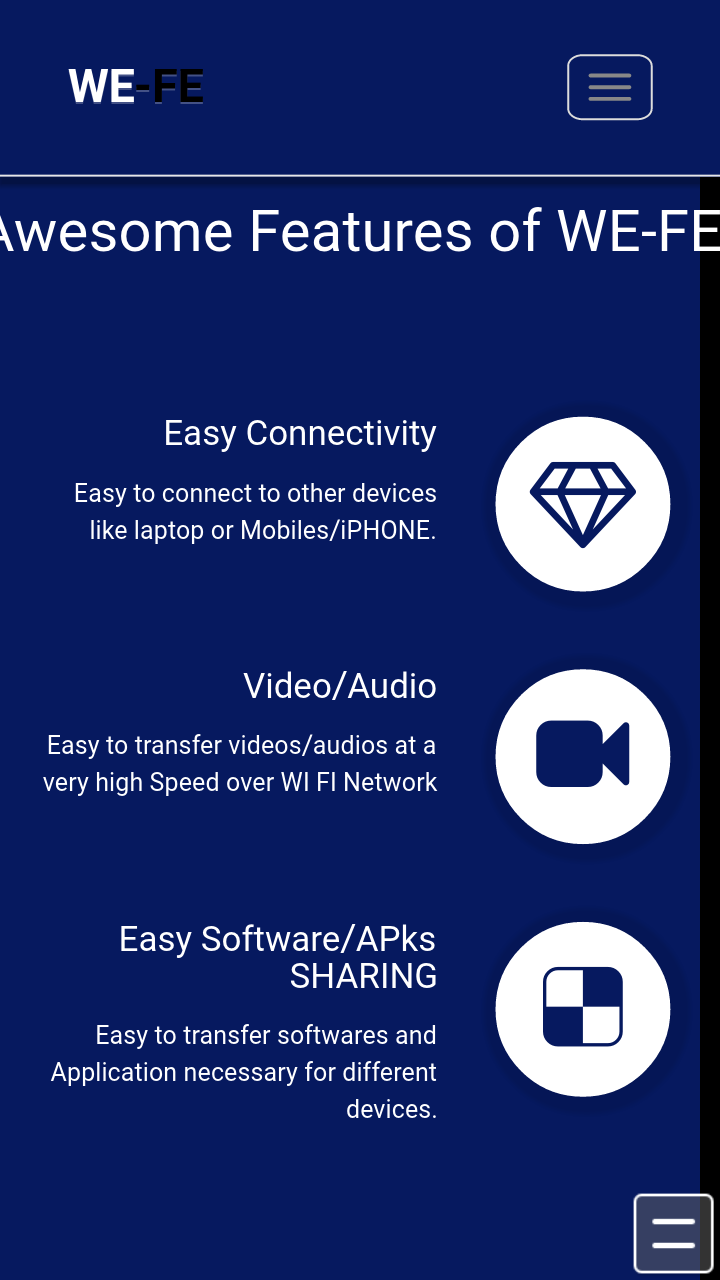 WE-FE
Awesome Features of WE-FE
Easy Connectivity
Easy to connect to other devices
like laptop or Mobiles/iPHONE.
Video/Audio
Easy to transfer videos/audios at a
very high Speed over WI FI Network
Easy Software/APks
SHARING
Easy to transfer softwares and
Application necessary for different
devices.